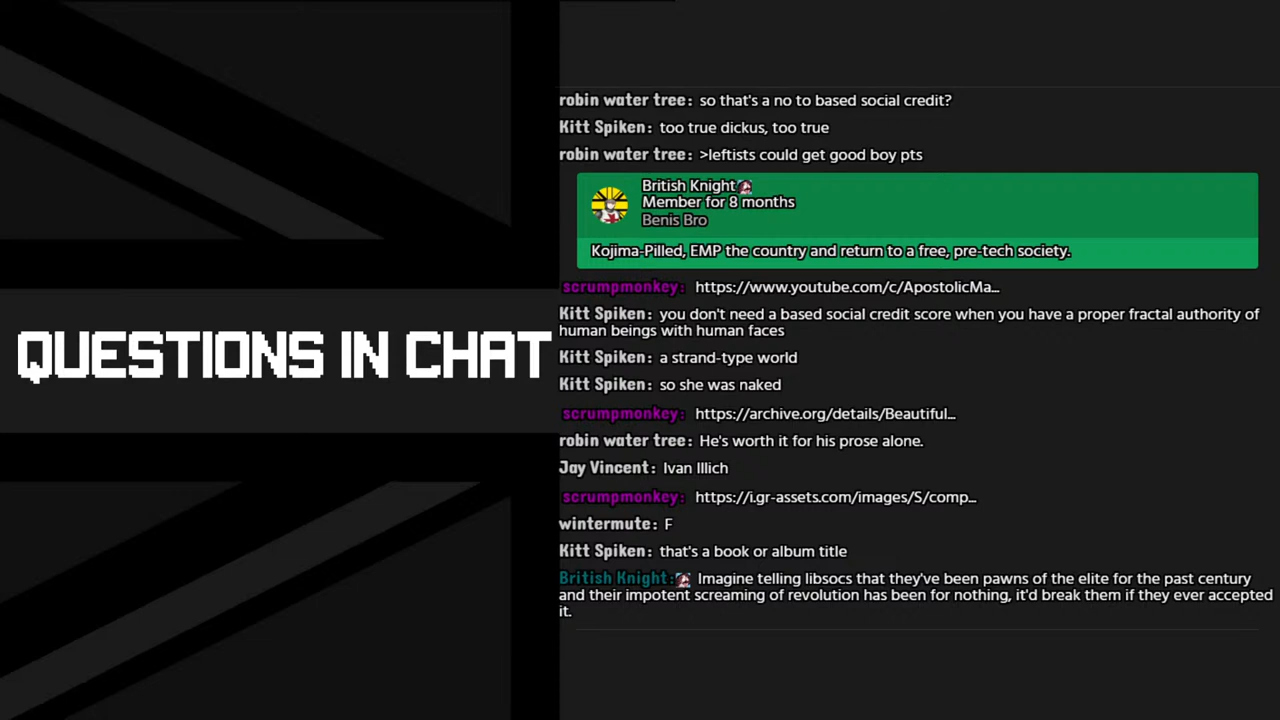 QUESTIONS IN CHAT
robin water tree: so that's a no to based social credit?
Kitt Spiken: too true dickus, too true
robin water tree: >leftists could get good boy pts
British Knight
Member for 8 months
Benis Bro
Kojima-Pilled, EMP the country and return to a free, pre-tech society.
scrumpmonkey: https://www.youtube.com/c/ApostolicMa...
Kitt Spiken: you don't need a based social credit score when you have a proper fractal authority of
human beings with human faces
Kitt Spiken: a strand-type world
Kitt Spiken: so she was naked
scrumpmonkey: https://archive.org/details/Beautiful...
robin water tree: He's worth it for his prose alone.
Jay Vincent: Ivan Illich
scrumpmonkey: https://i.gr-assets.com/images/S/comp...
wintermute: F
Kitt Spiken: that's a book or album title
British Knight: Imagine telling libsocs that they've been pawns of the elite for the past century
and their impotent screaming of revolution has been for nothing, it'd break them if they ever accepted
it.